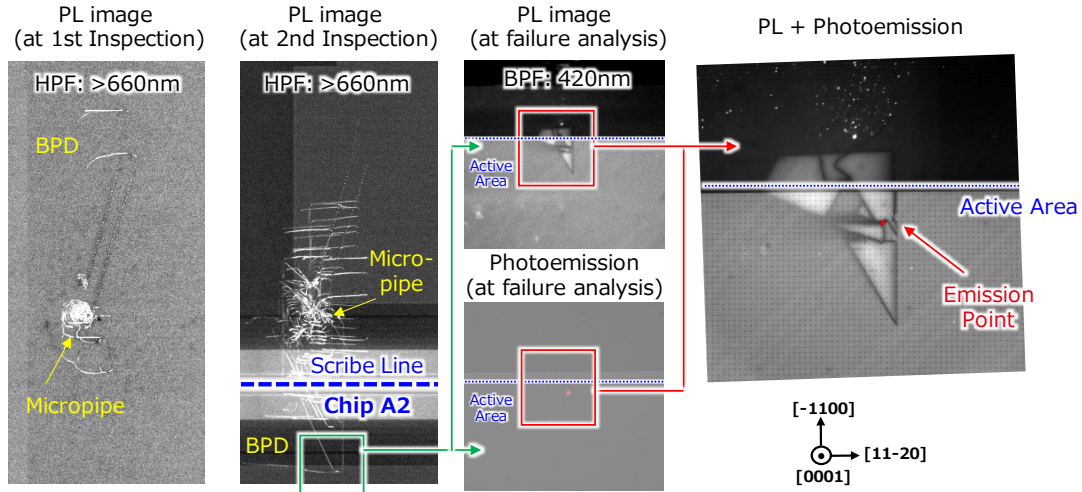 PL image
(at 1st Inspection)
HPF: >660nm
BPD
Micropipe
PL image
(at 2nd Inspection)
HPF: >660nm
Micro-
pipe
Scribe Line
Chip A2
BPD
PL image
(at failure analysis)
BPF: 420nm
Active
Area
Photoemission
(at failure analysis)
Active
Area
PL + Photoemission
Active Area
Emission
Point
[-1100]
[11-20]
[0001]